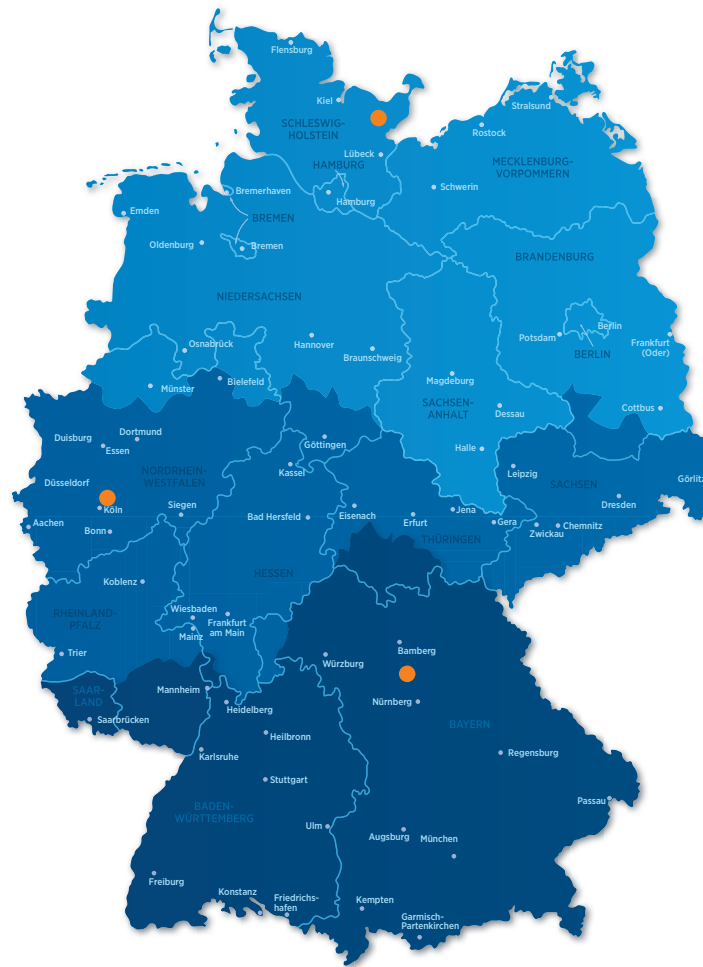 Flensburg
Kiel
Stralsund
SCHLESWIG-
HOLSTEIN
Rostock
Lübeck
HAMBURG
MECKLENBURG-
VORPOMMERN
Schwerin
Bremerhaven
Hamburg
Emden
BREMEN
Oldenburg
Bremen
BRANDENBURG
NIEDERSACHSEN
Potsdam
Berlin
Frankfurt
(Oder)
Osnabrück
Hannover
Braunschweig
BERLIN
Münster
Bielefeld
Magdeburg
SACHSEN-
ANHALT
Dessau
Cottbus
Duisburg
Dortmund
Essen
Göttingen
Halle
NORDRHEIN-
WESTFALEN
Kassel
Leipzig
Düsseldorf
SACHSEN
Görlitz
Köln
Siegen
Bad Hersfeld
Eisenach
Erfurt
Jena
Gera
Dresden
Aachen
Bonn
Zwickau
Chemnitz
THÜRINGEN
HESSEN
Koblenz
RHEINLAND-
PFALZ
Wiesbaden
Mainz
Frankfurt
am Main
Trier
Würzburg
Bamberg
SAAR-
LAND
Mannheim
Heidelberg
Nürnberg
Saarbrücken
BAYERN
Heilbronn
Karlsruhe
Regensburg
Stuttgart
Passau
BADEN-
WÜRTTEMBERG
Ulm
Augsburg
München
Freiburg
Konstanz
Friedrichs-
hafen
Kempten
Garmisch-
Partenkirchen